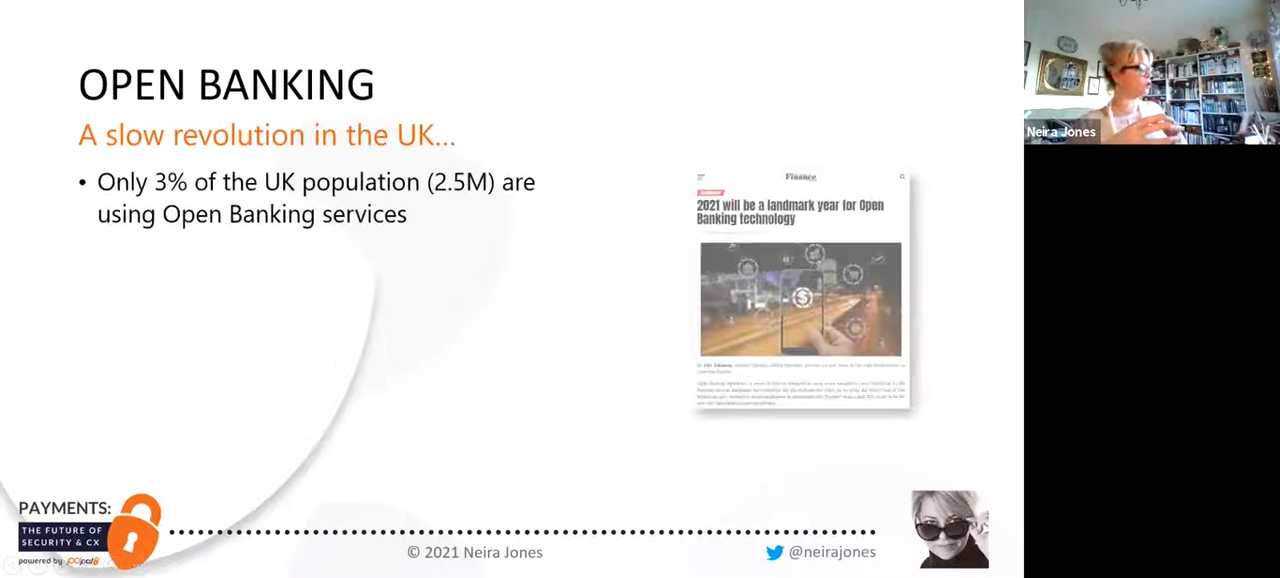 OPEN BANKING
A slow revolution in the UK...
• Only 3% of the UK population (2.5M) are
using Open Banking services
Finance
2021 will be a landmark year for Open
Banking technology
Neira Jones
PAYMENTS:
THE FUTURE OF
SECURITY & CX
powered by
© 2021 Neira Jones
@neirajones